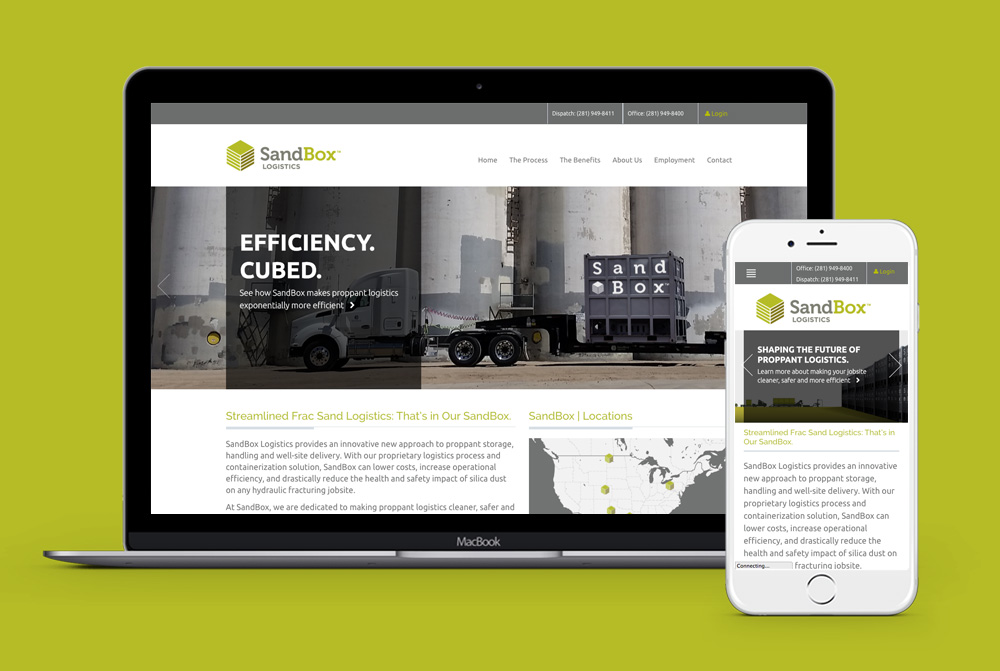 Dispatch: (281) 949-8411
Office: (281) 949-8400
Login
SandBox™
LOGISTICS
Home
The Process
The Benefits
About Us
Employment
Contact
EFFICIENCY.
CUBED.
See how SandBox makes proppant logistics
exponentially more efficient
Sand
Box™
Streamlined Frac Sand Logistics: That's in Our SandBox.
SandBox Logistics provides an innovative new approach to proppant storage,
handling and well-site delivery. With our proprietary logistics process and
containerization solution, SandBox can lower costs, increase operational
efficiency, and drastically reduce the health and safety impact of silica dust
on any hydraulic fracturing jobsite.
At SandBox, we are dedicated to making proppant logistics cleaner, safer and
SandBox | Locations
MacBook
Office: (281) 949-8400
Dispatch: (281) 949-8411
Login
SandBox™
LOGISTICS
SHAPING THE FUTURE OF
PROPPANT LOGISTICS.
Learn more about making your jobsite
cleaner, safer and more efficient
Streamlined Frac Sand Logistics: That's in
Our SandBox.
SandBox Logistics provides an innovative
new approach to proppant storage,
handling and well-site delivery. With our
proprietary logistics process and
containerization solution, SandBox can
lower costs, increase operational
efficiency, and drastically reduce the
health and safety impact of silica dust on
Connecting...
fracturing jobsite.